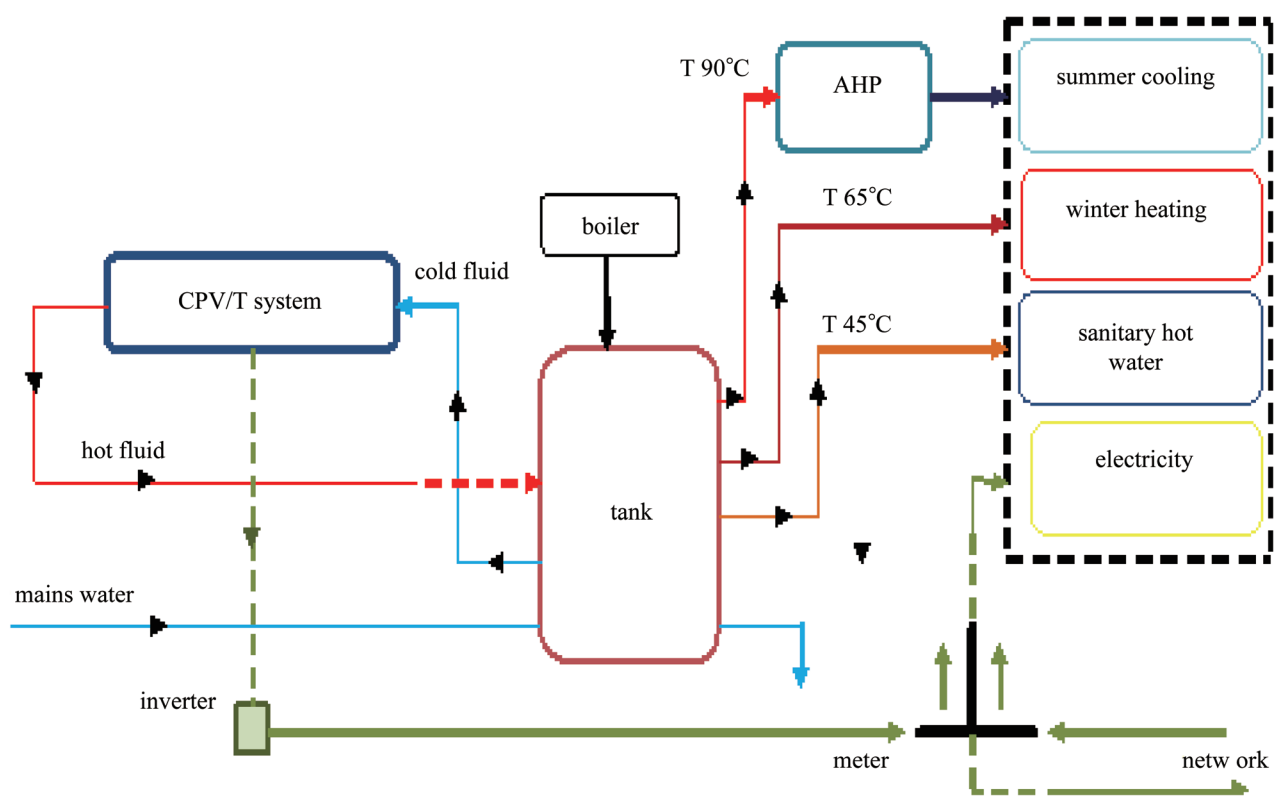 T 90°C
AHP
summer cooling
T 65°C
winter heating
boiler
cold fluid
CPV/T system
T 45°C
sanitary hot
water
hot fluid
electricity
tank
mains water
inverter
meter
netw ork